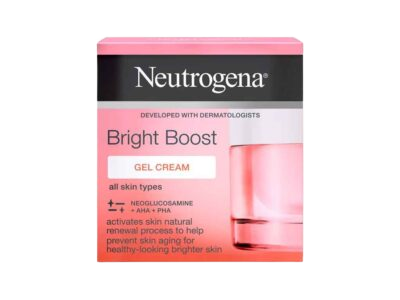 Neutrogena®
DEVELOPED WITH DERMATOLOGISTS
Bright Boost
GEL CREAM
all skin types
NEOGLUCOSAMINE
+ AHA + PHA
activates skin natural
renewal process to help
prevent skin aging for
healthy-looking brighter skin